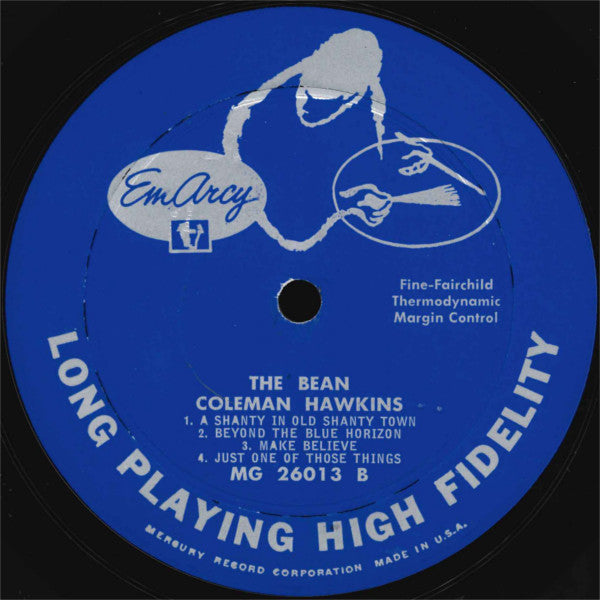 EmArcy
Fine-Fairchild
Thermodynamic
Margin Control
THE BEAN
COLEMAN HAWKINS
1. A SHANTY IN OLD SHANTY TOWN
2. BEYOND THE BLUE HORIZON
3. MAKE BELIEVE
4. JUST ONE OF THOSE THINGS
MG 26013 B
LONG PLAYING HIGH FIDELITY
MERCURY RECORD CORPORATION MADE IN U.S.A.